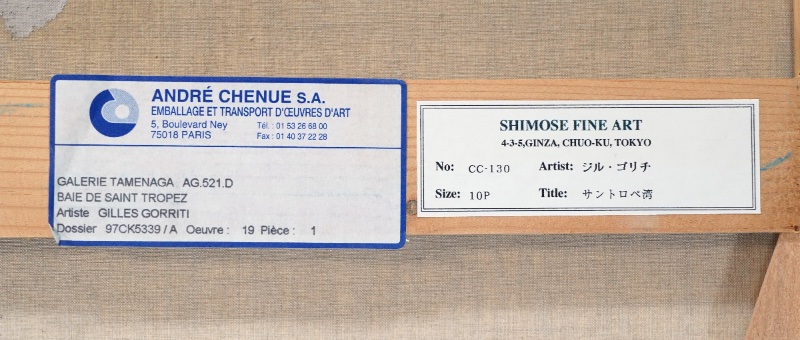 ANDRÉ CHENUE S.A.
EMBALLAGE ET TRANSPORT D'ŒUVRES D'ART
5, Boulevard Ney Tél. : 01 53 26 68 00
75018 PARIS Fax : 01 40 37 22 28
GALERIE TAMENAGA AG.521.D
BAIE DE SAINT TROPEZ
Artiste GILLES GORRITI
Dossier 97CK5339 / A Oeuvre : 19 Pièce : 1
SHIMOSE FINE ART
4-3-5,GINZA, CHUO-KU, TOKYO
No: CC-130 Artist: ジル・ゴリチ
Size: 10P Title: サントロペ湾